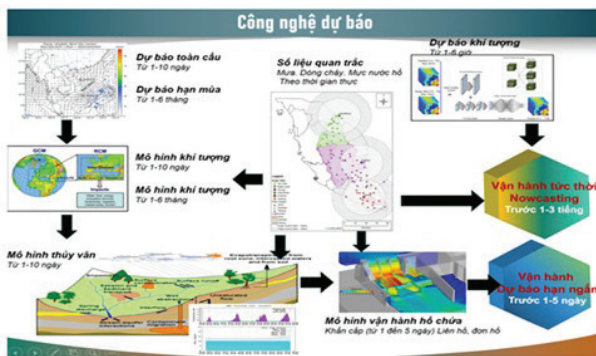 Công nghệ dự báo
Dự báo toàn cầu
Từ 1-10 ngày
Dự báo hạn mùa
Từ 1-6 tháng
Số liệu quan trắc
Mưa. Dòng chảy. Mực nước hồ
Theo thời gian thực
Dự báo khí tượng
Từ 1-6 giờ
GCM
RCM
Mô hình khí tượng
Từ 1-10 ngày
Mô hình khí tượng
Từ 1-6 tháng
Vận hành tức thời
Nowcasting
Trước 1-3 tiếng
Mô hình thủy văn
Từ 1-10 ngày
Vận hành
Dự báo hạn ngắn
Trước 1-5 ngày
Mô hình vận hành hồ chứa
Khẩn cấp (từ 1 đến 5 ngày) Liên hồ, đơn hồ